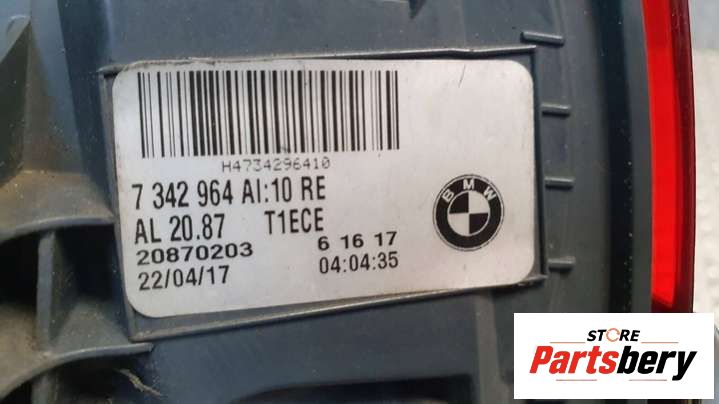 H4734296410
7 342 964 AI:10 RE
AL 20.87 T1ECE
20870203 6 16 17
22/04/17 04:04:35
BMW
STORE
Partsbery